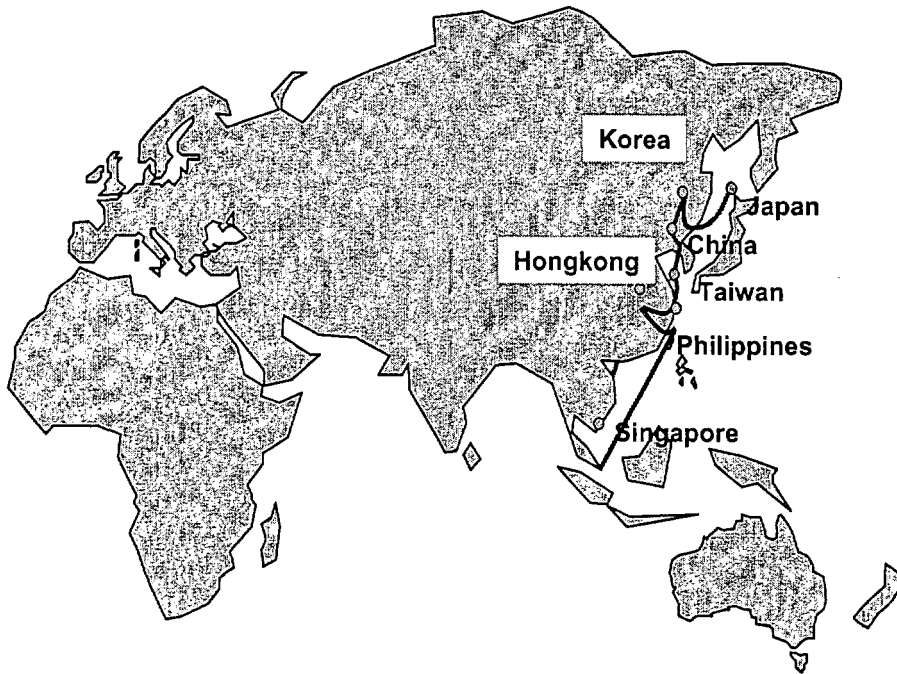 Korea
Japan
China
Hongkong
Taiwan
Philippines
Singapore